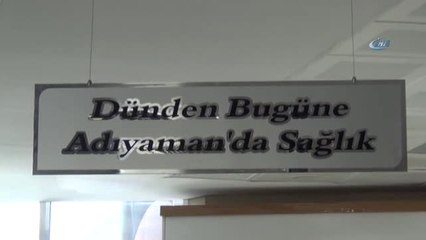 Dünden Bugüne
Adıyaman'da Sağlık